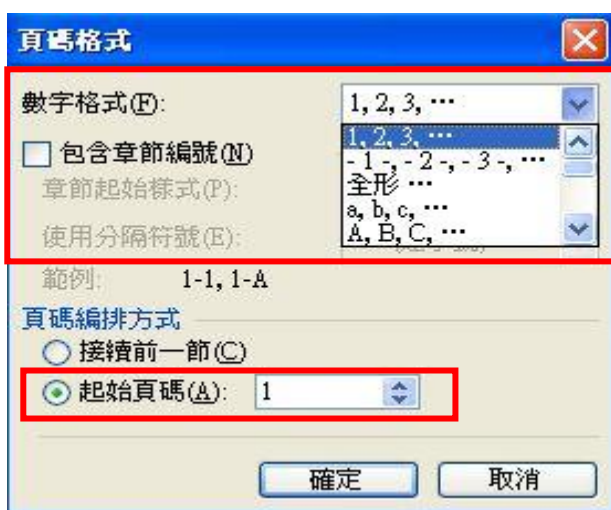 頁碼格式
數字格式(F): 1, 2, 3, …
1, 2, 3, …
- 1 -, - 2 -, - 3 -, …
全形 …
a, b, c, …
A, B, C, …
包含章節編號(N)
章節起始樣式(P):
使用分隔符號(E):
範例: 1-1, 1-A
頁碼編排方式
接續前一節(C)
起始頁碼(A): 1
確定 取消